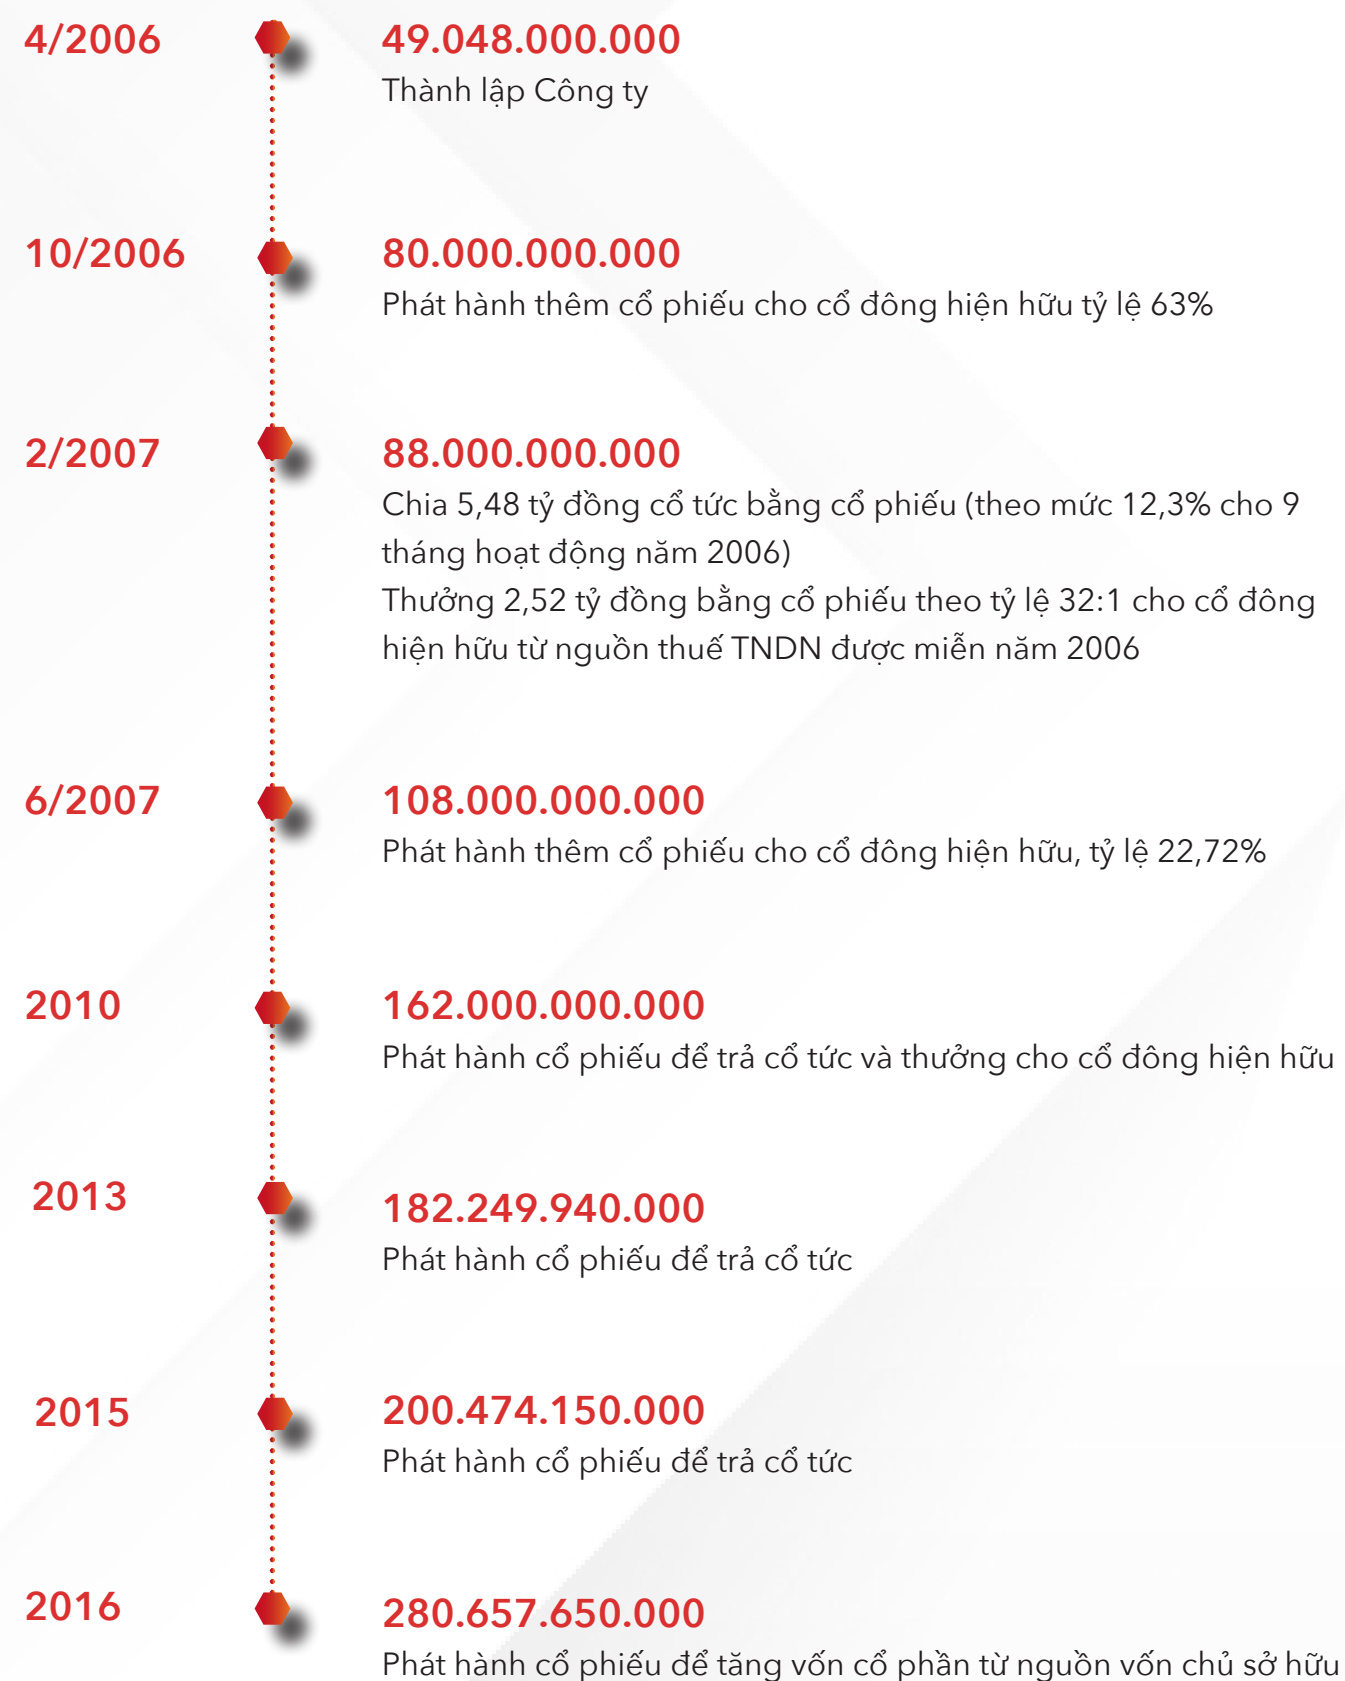 4/2006
49.048.000.000
Thành lập Công ty
10/2006
80.000.000.000
Phát hành thêm cổ phiếu cho cổ đông hiện hữu tỷ lệ 63%
2/2007
88.000.000.000
Chia 5,48 tỷ đồng cổ tức bằng cổ phiếu (theo mức 12,3% cho 9
tháng hoạt động năm 2006)
Thưởng 2,52 tỷ đồng bằng cổ phiếu theo tỷ lệ 32:1 cho cổ đông
hiện hữu từ nguồn thuế TNDN được miễn năm 2006
6/2007
108.000.000.000
Phát hành thêm cổ phiếu cho cổ đông hiện hữu, tỷ lệ 22,72%
2010
162.000.000.000
Phát hành cổ phiếu để trả cổ tức và thưởng cho cổ đông hiện hữu
2013
182.249.940.000
Phát hành cổ phiếu để trả cổ tức
2015
200.474.150.000
Phát hành cổ phiếu để trả cổ tức
2016
280.657.650.000
Phát hành cổ phiếu để tăng vốn cổ phần từ nguồn vốn chủ sở hữu